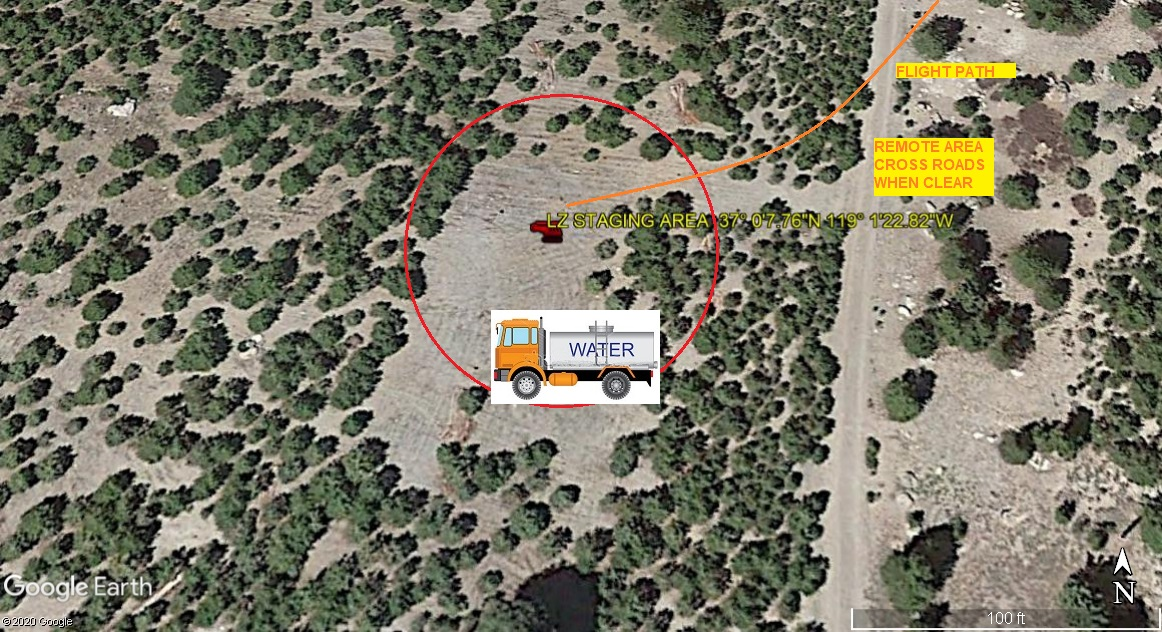 FLIGHT PATH
REMOTE AREA
CROSS ROADS
WHEN CLEAR
LZ STAGING AREA 37° 0'7.76"N 119° 1'22.82"W
WATER
Google Earth
©2020 Google
N
100 ft